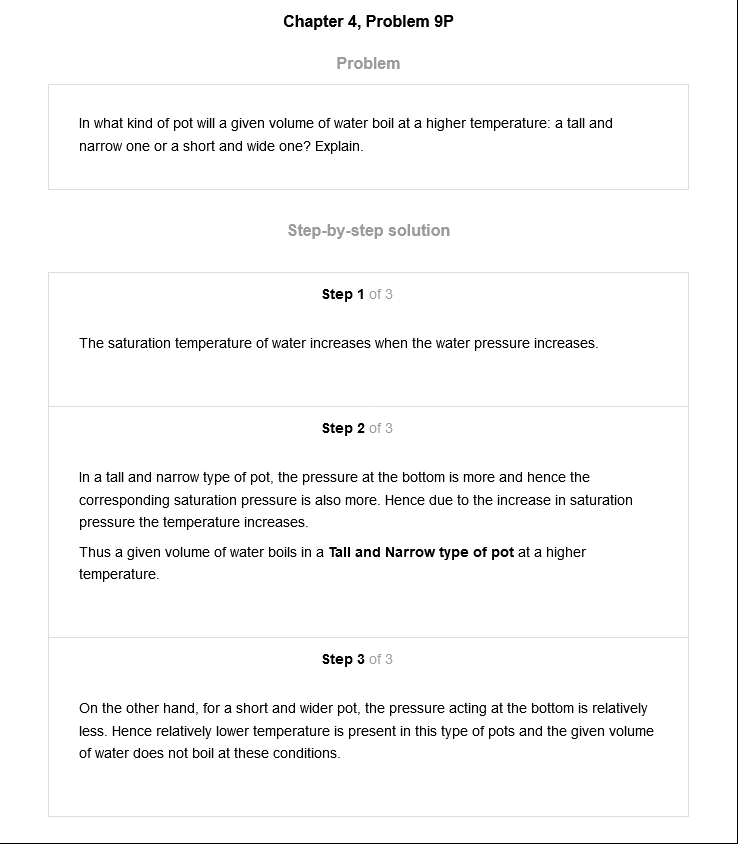 Chapter 4, Problem 9P
Problem
In what kind of pot will a given volume of water boil at a higher temperature: a tall and
narrow one or a short and wide one? Explain.
Step-by-step solution
Step 1 of 3
The saturation temperature of water increases when the water pressure increases.
Step 2 of 3
In a tall and narrow type of pot, the pressure at the bottom is more and hence the
corresponding saturation pressure is also more. Hence due to the increase in saturation
pressure the temperature increases.
Thus a given volume of water boils in a Tall and Narrow type of pot at a higher
temperature.
Step 3 of 3
On the other hand, for a short and wider pot, the pressure acting at the bottom is relatively
less. Hence relatively lower temperature is present in this type of pots and the given volume
of water does not boil at these conditions.